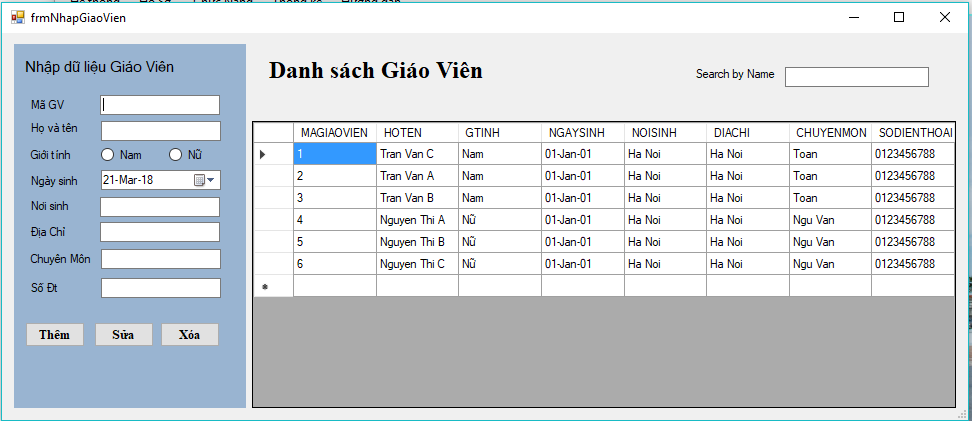 frmNhapGiaoVien
Nhập dữ liệu Giáo Viên
Mã GV
Họ và tên
Giới tính Nam Nữ
Ngày sinh 21-Mar-18
Nơi sinh
Địa Chỉ
Chuyên Môn
Số Đt
Thêm Sửa Xóa
Danh sách Giáo Viên
Search by Name
MAGIAOVIEN HOTEN GTINH NGAYSINH NOISINH DIACHI CHUYENMON SODIENTHOAI
1 Tran Van C Nam 01-Jan-01 Ha Noi Ha Noi Toan 0123456788
2 Tran Van A Nam 01-Jan-01 Ha Noi Ha Noi Toan 0123456788
3 Tran Van B Nam 01-Jan-01 Ha Noi Ha Noi Toan 0123456788
4 Nguyen Thi A Nữ 01-Jan-01 Ha Noi Ha Noi Ngu Van 0123456788
5 Nguyen Thi B Nữ 01-Jan-01 Ha Noi Ha Noi Ngu Van 0123456788
6 Nguyen Thi C Nữ 01-Jan-01 Ha Noi Ha Noi Ngu Van 0123456788